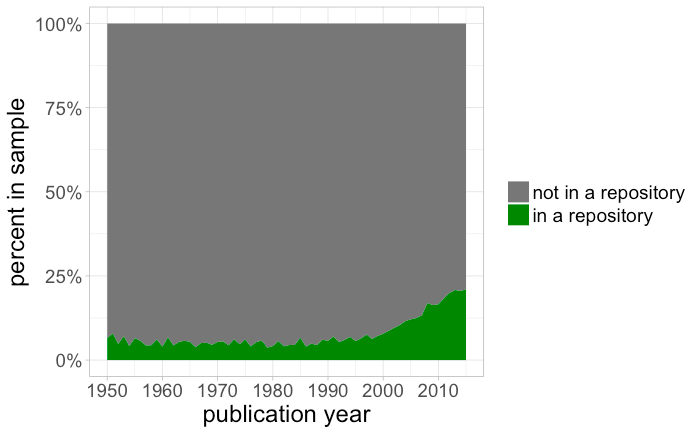 100%
75%
50%
25%
0%
percent in sample
1950 1960 1970 1980 1990 2000 2010
publication year
not in a repository
in a repository